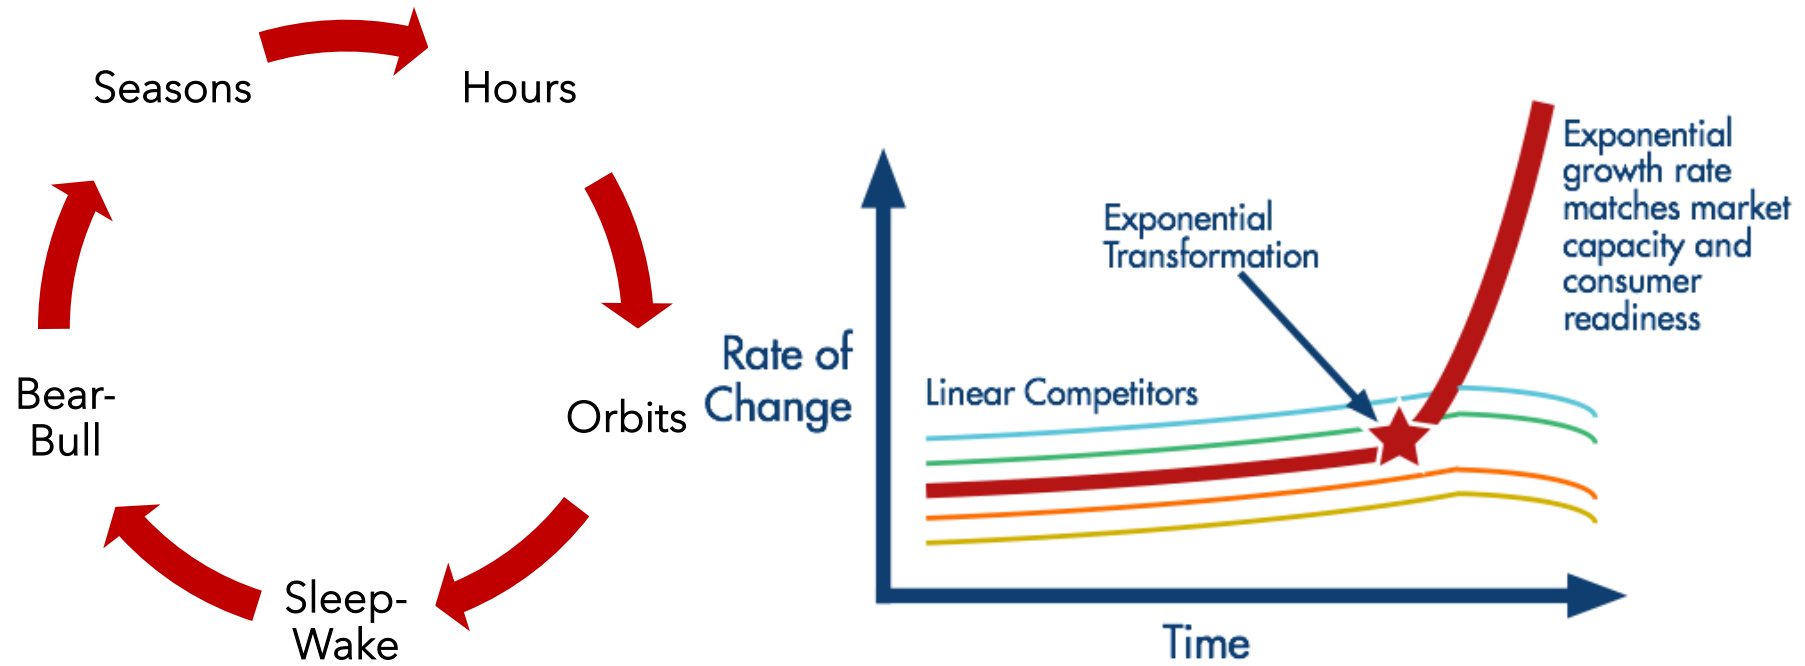 Seasons
Hours
Orbits
Sleep-
Wake
Bear-
Bull
Rate of
Change
Linear Competitors
Exponential
Transformation
Exponential
growth rate
matches market
capacity and
consumer
readiness
Time